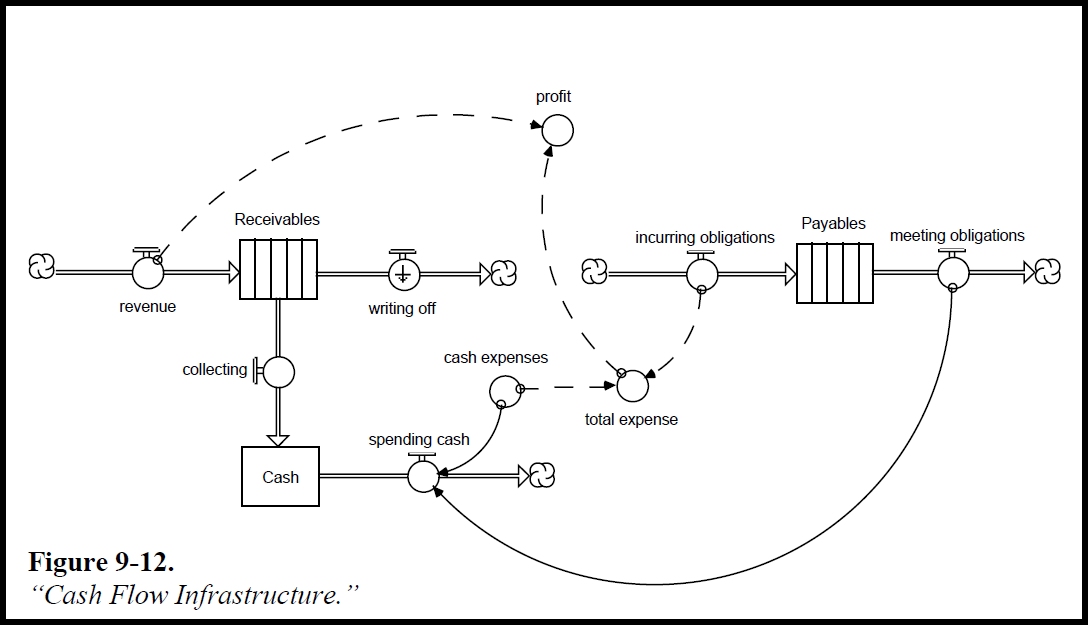 profit
Receivables
Payables
incurring obligations
meeting obligations
revenue
writing off
cash expenses
collecting
total expense
spending cash
Cash
Figure 9-12.
“Cash Flow Infrastructure.”